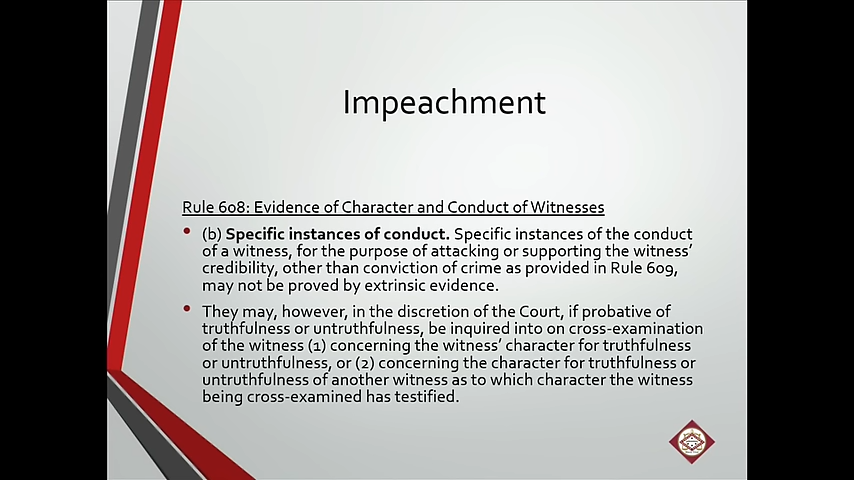 Impeachment
Rule 608: Evidence of Character and Conduct of Witnesses
• (b) Specific instances of conduct. Specific instances of the conduct
of a witness, for the purpose of attacking or supporting the witness'
credibility, other than conviction of crime as provided in Rule 609,
may not be proved by extrinsic evidence.
• They may, however, in the discretion of the Court, if probative of
truthfulness or untruthfulness, be inquired into on cross-examination
of the witness (1) concerning the witness' character for truthfulness
or untruthfulness, or (2) concerning the character for truthfulness or
untruthfulness of another witness as to which character the witness
being cross-examined has testified.